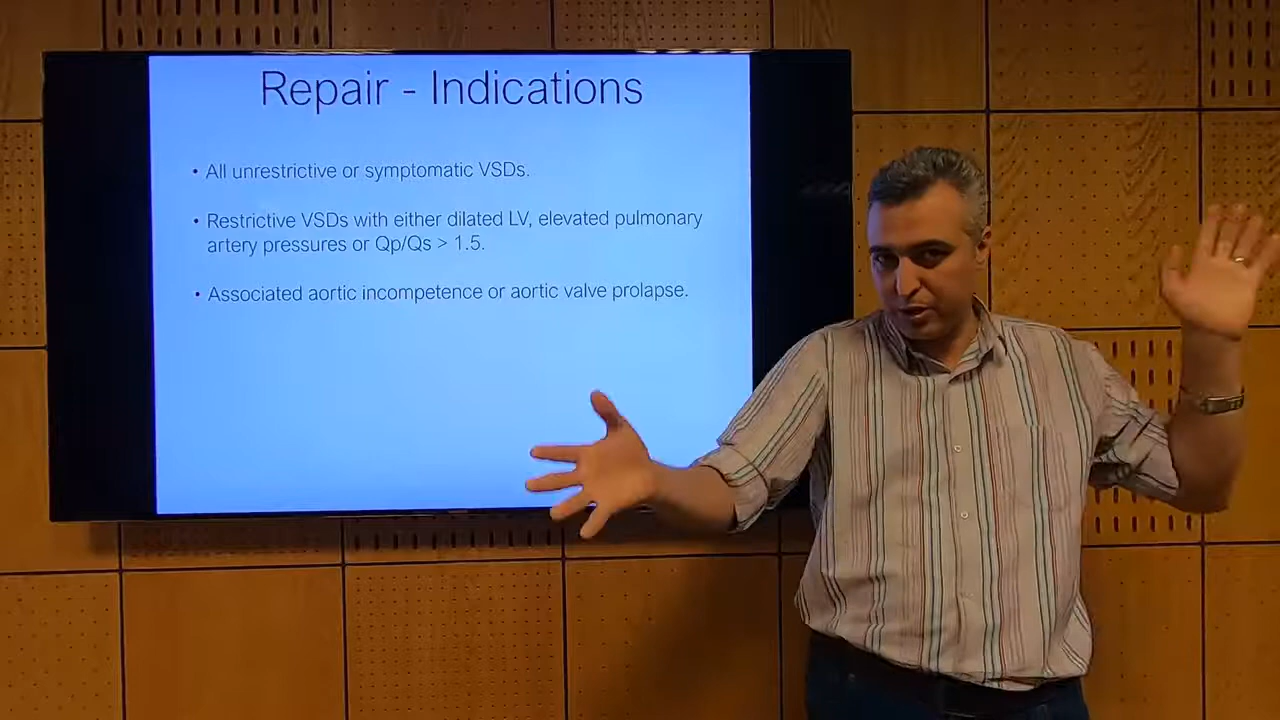 Repair - Indications
• All unrestrictive or symptomatic VSDs.
• Restrictive VSDs with either dilated LV, elevated pulmonary
artery pressures or Qp/Qs > 1.5.
• Associated aortic incompetence or aortic valve prolapse.